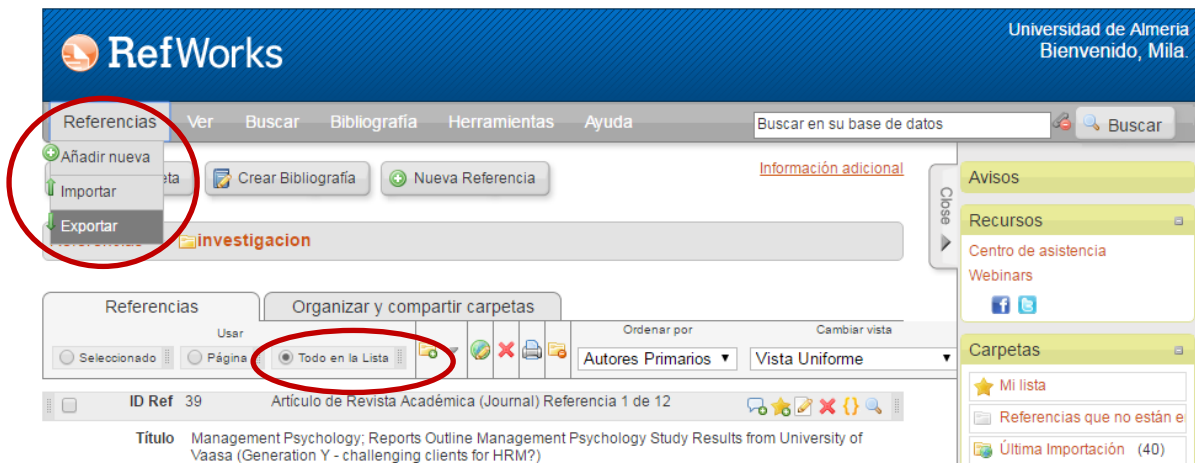 RefWorks
Universidad de Almeria
Bienvenido, Mila.
Referencias Ver Buscar Bibliografía Herramientas Ayuda
Buscar en su base de datos
Buscar
Añadir nueva
Importar
Exportar
Crear Bibliografía
Nueva Referencia
Información adicional
investigacion
Close
Referencias
Organizar y compartir carpetas
Usar
Seleccionado Página Todo en la Lista
Ordenar por
Autores Primarios
Cambiar vista
Vista Uniforme
ID Ref 39 Artículo de Revista Académica (Journal) Referencia 1 de 12
Título Management Psychology; Reports Outline Management Psychology Study Results from University of
Vaasa (Generation Y - challenging clients for HRM?)
Avisos
Recursos
Centro de asistencia
Webinars
Carpetas
Mi lista
Referencias que no están e
Última Importación (40)